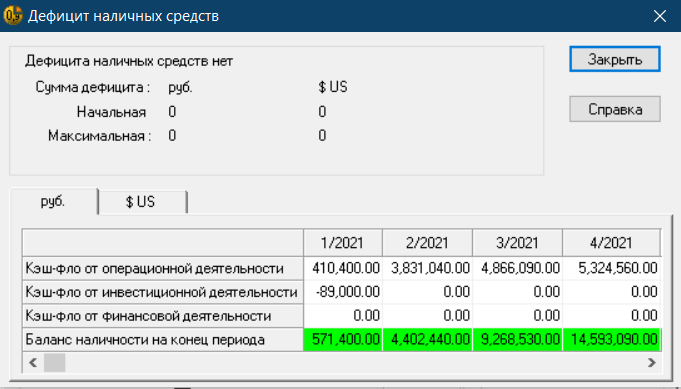 Дефицит наличных средств
Дефицита наличных средств нет
Сумма дефицита : руб. $ US
Начальная 0 0
Максимальная : 0 0
Закрыть
Справка
руб. $ US
1/2021 2/2021 3/2021 4/2021
Кэш-фло от операционной деятельности 410,400.00 3,831,040.00 4,866,090.00 5,324,560.00
Кэш-фло от инвестиционной деятельности -89,000.00 0.00 0.00 0.00
Кэш-фло от финансовой деятельности 0.00 0.00 0.00 0.00
Баланс наличности на конец периода 571,400.00 4,402,440.00 9,268,530.00 14,593,090.00